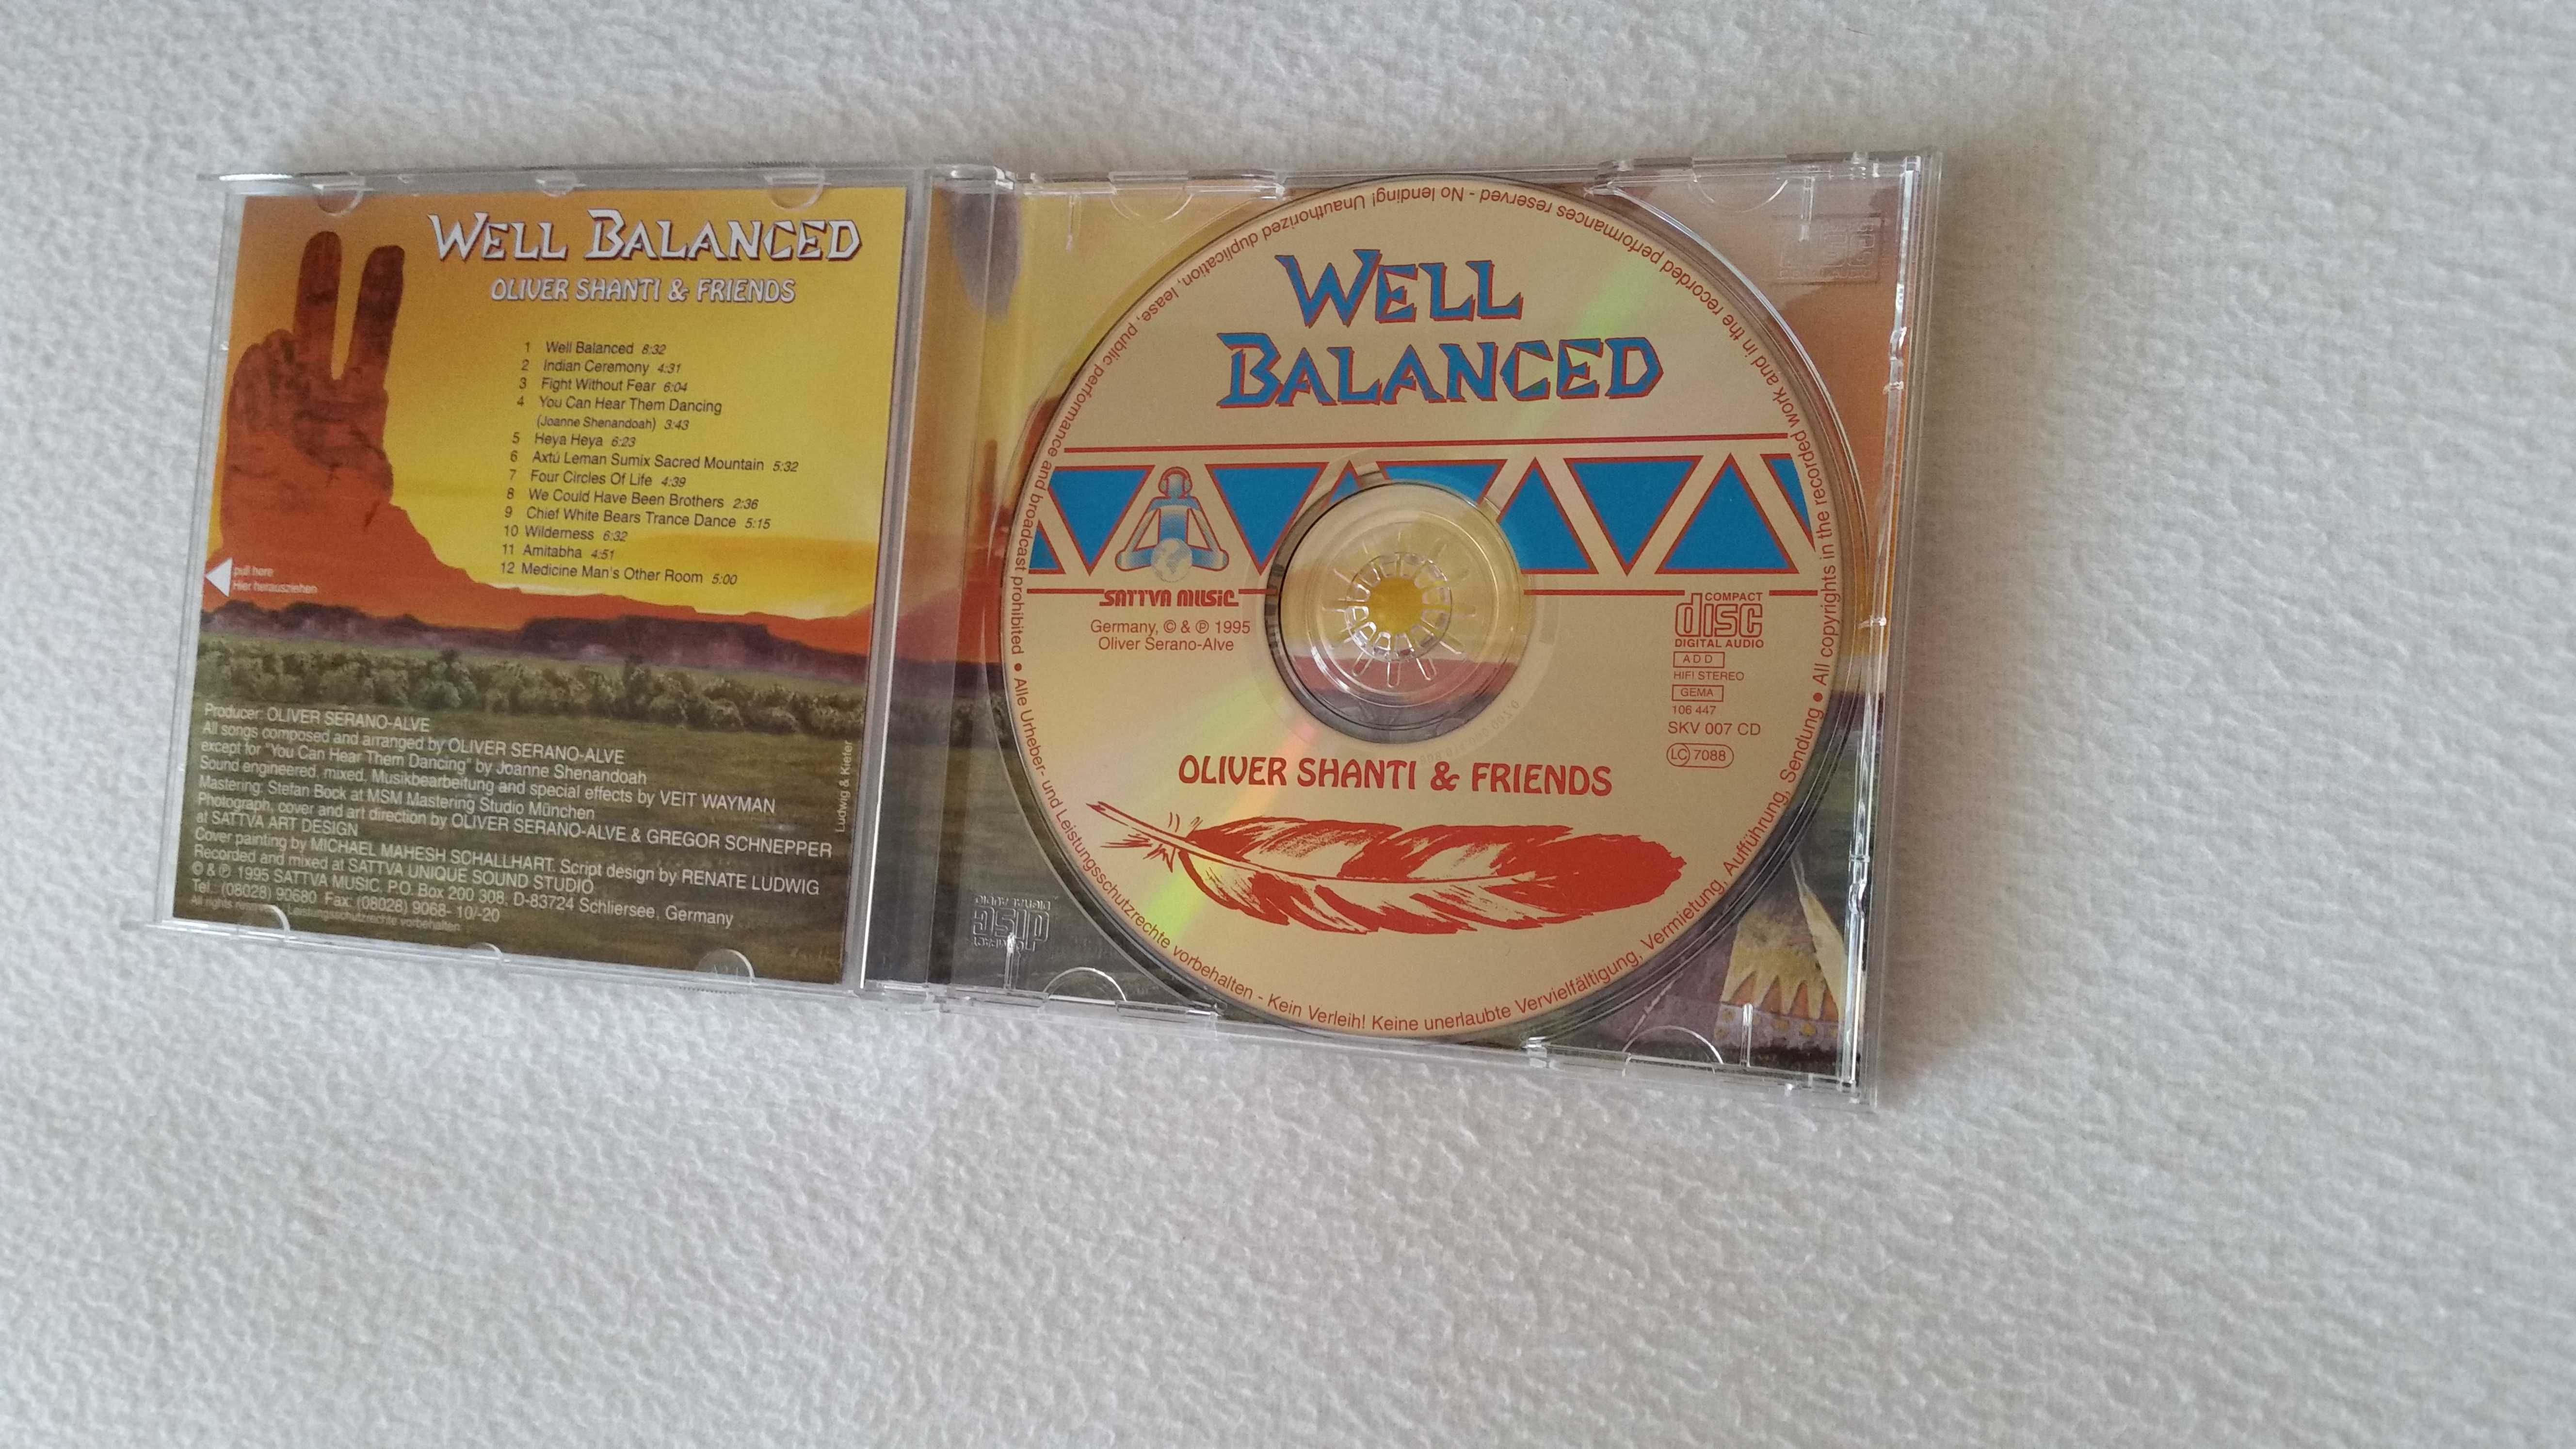 WELL BALANCED
OLIVER SHANTI & FRIENDS
1 Well Balanced 8:32
2 Indian Ceremony 4:31
3 Fight Without Fear 6:04
4 You Can Hear Them Dancing
(Joanne Shenandoah) 3:43
5 Heya Heya 6:23
6 Axtú Leman Sumix Sacred Mountain 5:32
7 Four Circles Of Life 4:39
8 We Could Have Been Brothers 2:36
9 Chief White Bears Trance Dance 5:15
10 Wilderness 6:32
11 Amitabha 4:51
12 Medicine Man's Other Room 5:00
pull here
Hier herausziehen
Producer: OLIVER SERANO-ALVE
All songs composed and arranged by OLIVER SERANO-ALVE
except for "You Can Hear Them Dancing" by Joanne Shenandoah
Sound engineered, mixed, Musikbearbeitung and special effects by VEIT WAYMAN
Mastering: Stefan Bock at MSM Mastering Studio München
Photograph, cover and art direction by OLIVER SERANO-ALVE & GREGOR SCHNEPPER
at SATTVA ART DESIGN
Cover painting by MICHAEL MAHESH SCHALLHART. Script design by RENATE LUDWIG
Recorded and mixed at SATTVA UNIQUE SOUND STUDIO
© & ℗ 1995 SATTVA MUSIC, P.O. Box 200 308, D-83724 Schliersee, Germany
Tel.: (08028) 90680 Fax: (08028) 9068- 10/-20
All rights Leistungsschutzrechte vorbehalten
Ludwig & Kiefer
WELL
BALANCED
SATTVA MUSIC
Germany, © & ℗ 1995
Oliver Serano-Alve
COMPACT
disc
DIGITAL AUDIO
ADD
HIFI STEREO
GEMA
106 447
SKV 007 CD
LC 7088
OLIVER SHANTI & FRIENDS
• All copyrights in the recorded work and in the recorded performances reserved - No lending! Unauthorized duplication, lease, public performance and broadcast prohibited
• Alle Urheber- und Leistungsschutzrechte vorbehalten - Kein Verleih! Keine unerlaubte Vervielfältigung, Vermietung, Aufführung, Sendung
disc